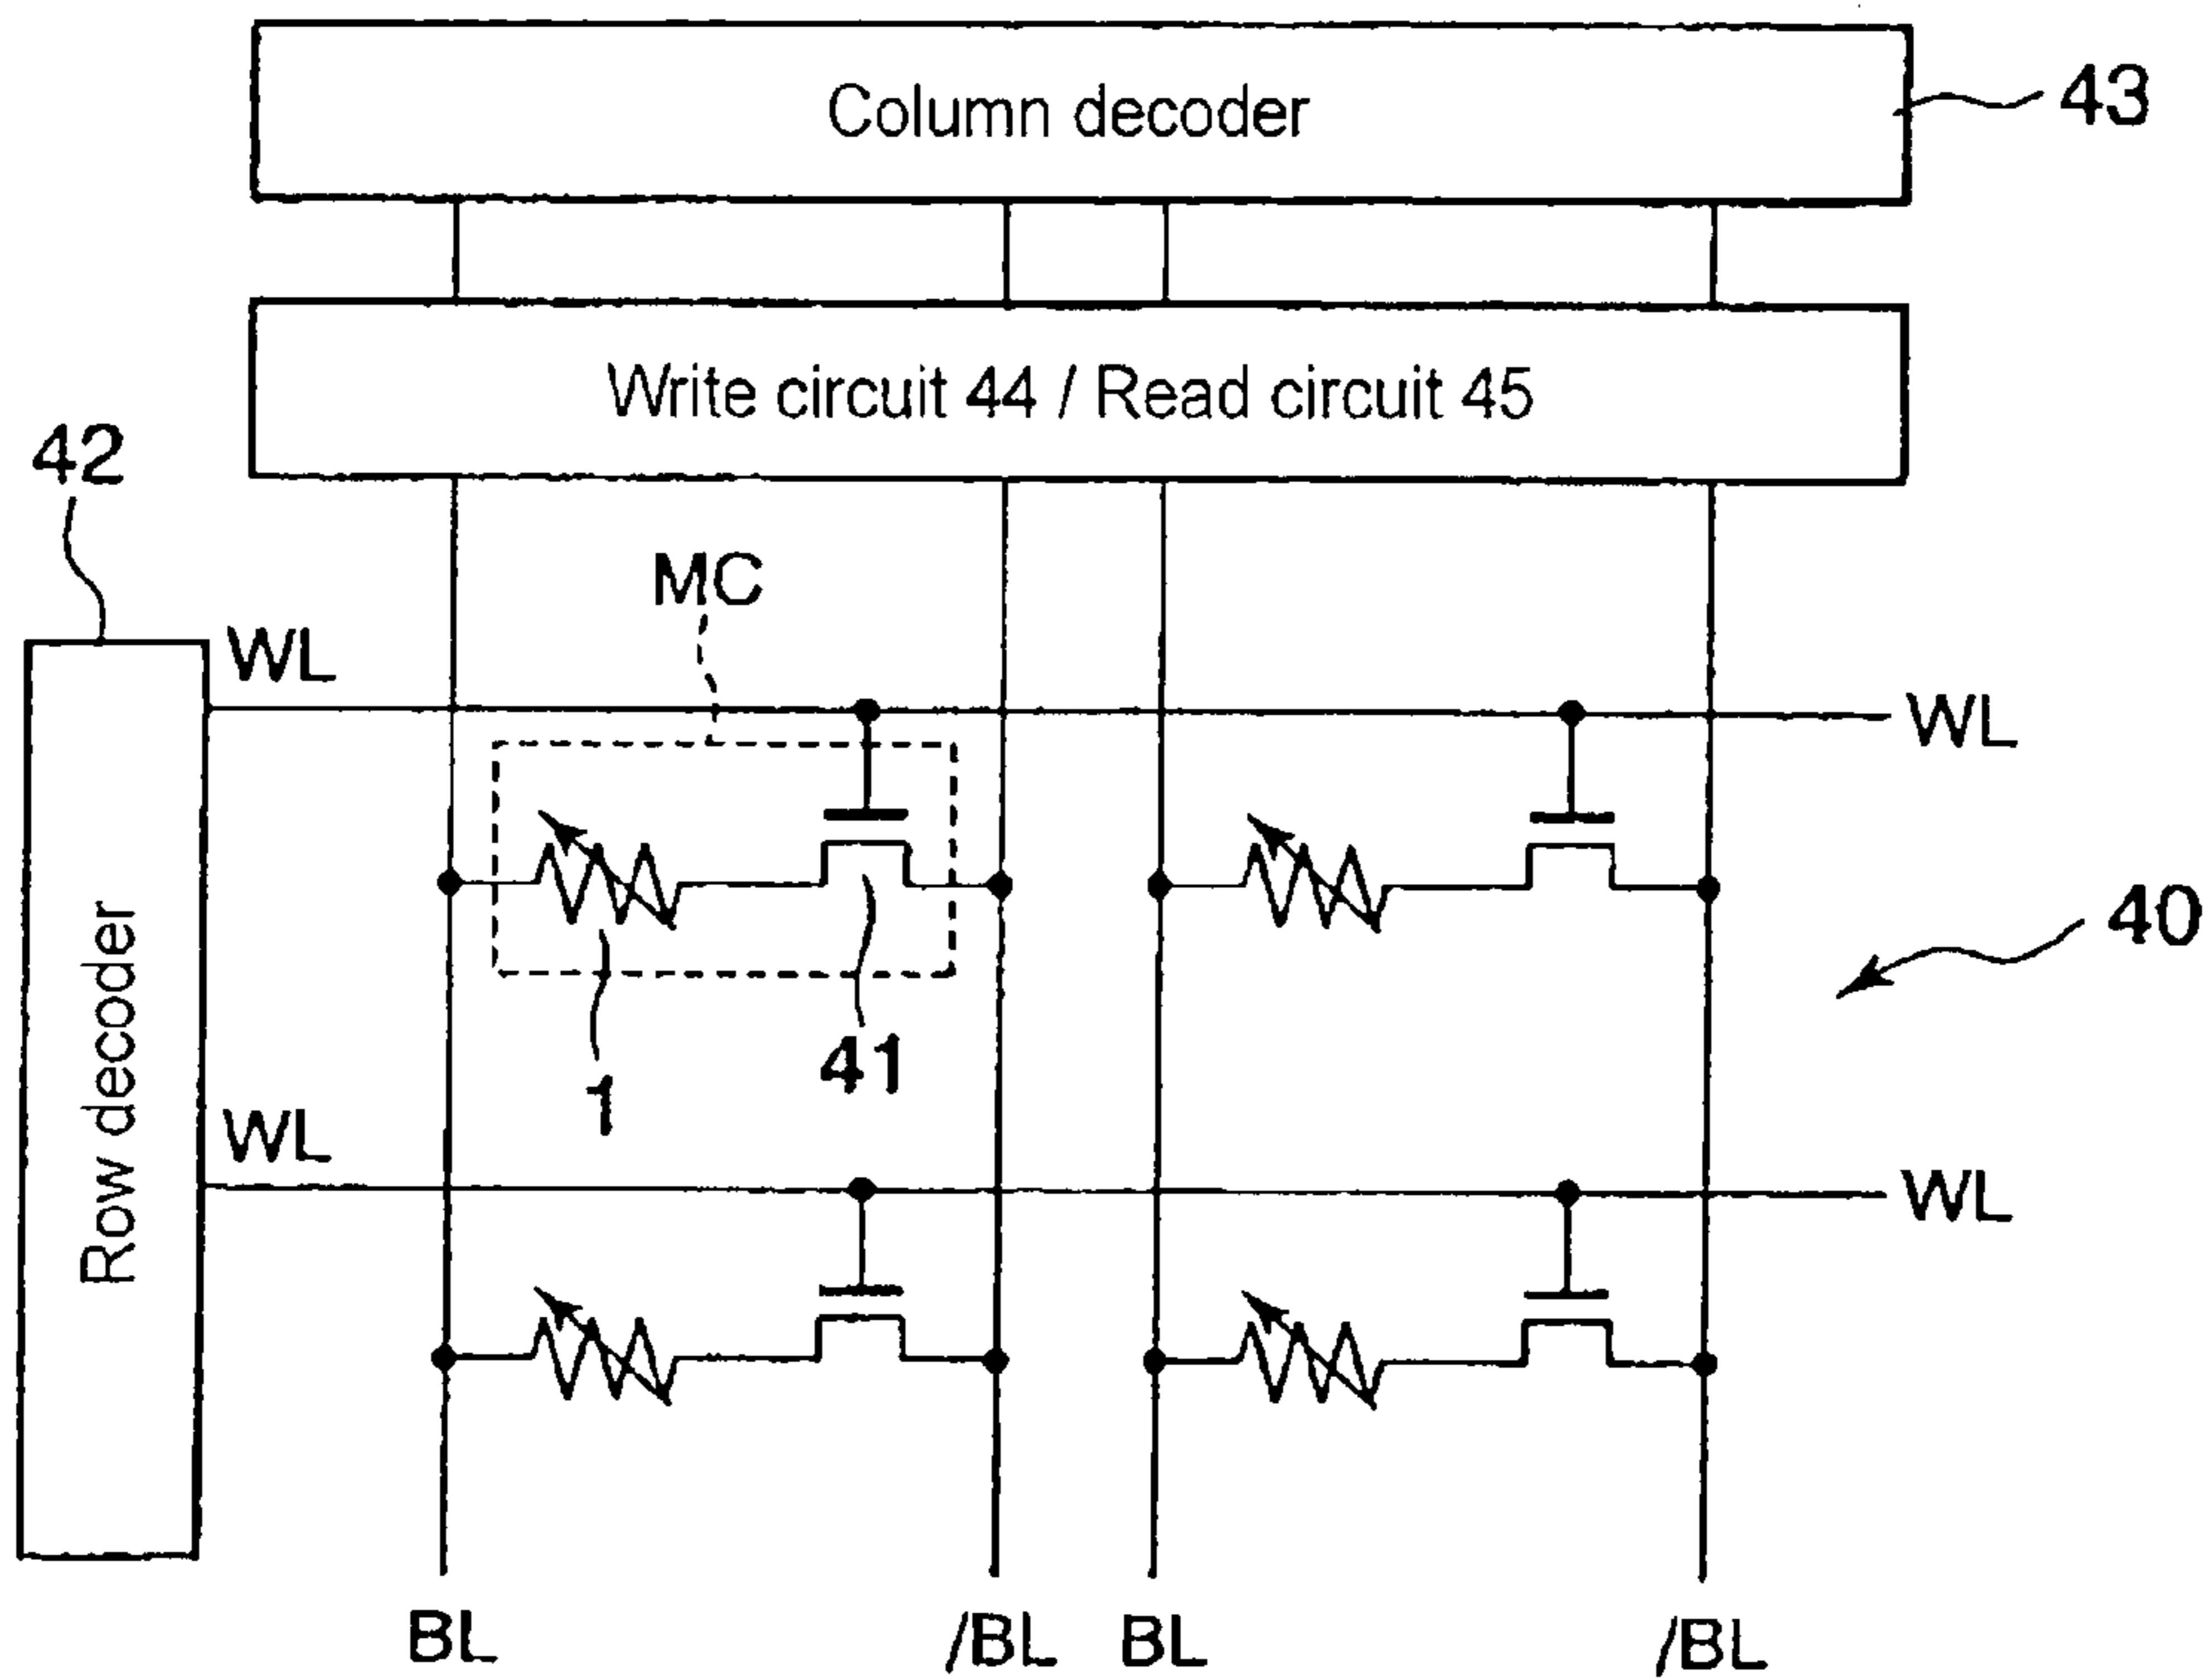 Column decoder
43
Write circuit 44 / Read circuit 45
42
MC
WL
WL
40
1
41
Row decoder
WL
WL
BL
/BL
BL
/BL